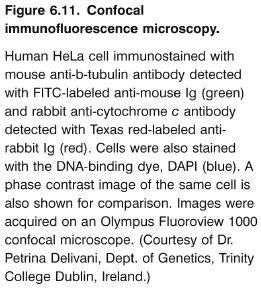 Figure 6.11. Confocal
immunofluorescence microscopy.
Human HeLa cell immunostained with
mouse anti-b-tubulin antibody detected
with FITC-labeled anti-mouse Ig (green)
and rabbit anti-cytochrome c antibody
detected with Texas red-labeled anti-
rabbit Ig (red). Cells were also stained
with the DNA-binding dye, DAPI (blue). A
phase contrast image of the same cell is
also shown for comparison. Images were
acquired on an Olympus Fluoroview 1000
confocal microscope. (Courtesy of Dr.
Petrina Delivani, Dept. of Genetics, Trinity
College Dublin, Ireland.)